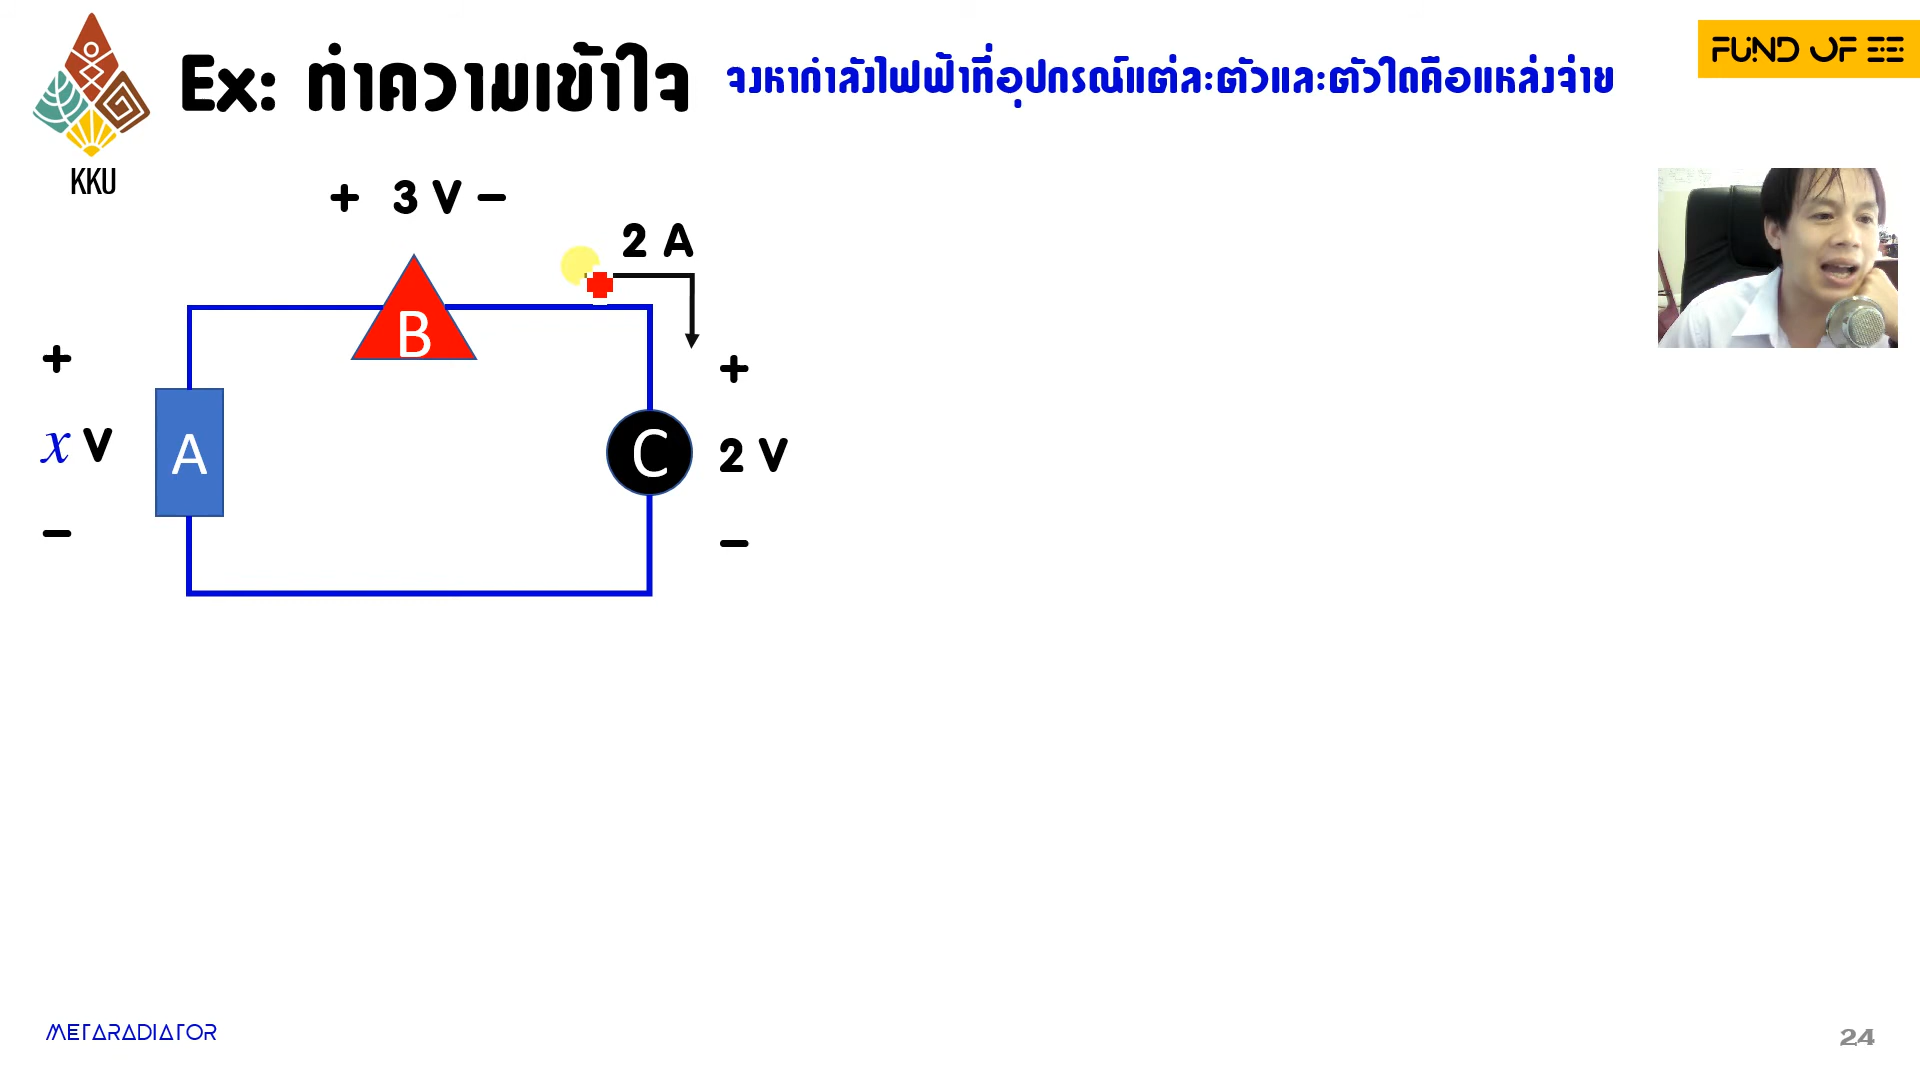 Ex: ทำความเข้าใจ
จงหากำลังไฟฟ้าที่อุปกรณ์แต่ละตัวและตัวใดคือแหล่งจ่าย
FUND OF EE
KKU
+ 3 V −
2 A
B
+
x V
−
A
C
+
2 V
−
METARADIATOR
24